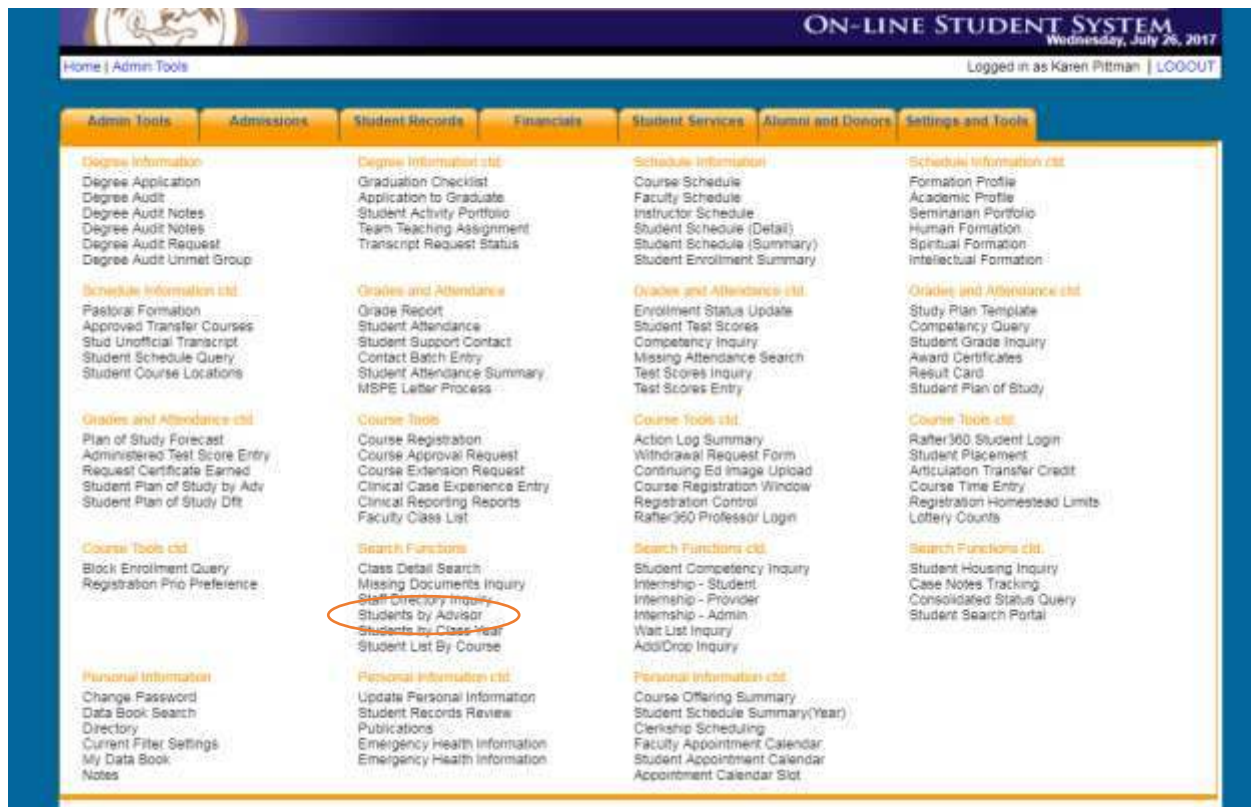 ON-LINE STUDENT SYSTEM
Wednesday, July 26, 2017
Home | Admin Tools
Logged in as Karen Pittman | LOGOUT
Admin Tools Admissions Student Records Financials Student Services Alumni and Donors Settings and Tools
Degree Information
Degree Application
Degree Audit
Degree Audit Notes
Degree Audit Notes
Degree Audit Request
Degree Audit Unmet Group
Degree Information ctd.
Graduation Checklist
Application to Graduate
Student Activity Portfolio
Team Teaching Assignment
Transcript Request Status
Schedule Information
Course Schedule
Faculty Schedule
Instructor Schedule
Student Schedule (Detail)
Student Schedule (Summary)
Student Enrollment Summary
Schedule Information ctd.
Formation Profile
Academic Profile
Seminarian Portfolio
Human Formation
Spiritual Formation
Intellectual Formation
Schedule Information ctd.
Pastoral Formation
Approved Transfer Courses
Stud Unofficial Transcript
Student Schedule Query
Student Course Locations
Grades and Attendance
Grade Report
Student Attendance
Student Support Contact
Contact Batch Entry
Student Attendance Summary
MSPE Letter Process
Grades and Attendance ctd.
Enrollment Status Update
Student Test Scores
Competency Inquiry
Missing Attendance Search
Test Scores Inquiry
Test Scores Entry
Grades and Attendance ctd.
Study Plan Template
Competency Query
Student Grade Inquiry
Award Certificates
Result Card
Student Plan of Study
Grades and Attendance ctd.
Plan of Study Forecast
Administered Test Score Entry
Request Certificate Earned
Student Plan of Study by Adv
Student Plan of Study Dflt
Course Tools
Course Registration
Course Approval Request
Course Extension Request
Clinical Case Experience Entry
Clinical Reporting Reports
Faculty Class List
Course Tools ctd.
Action Log Summary
Withdrawal Request Form
Continuing Ed Image Upload
Course Registration Window
Registration Control
Rafter360 Professor Login
Course Tools ctd.
Rafter360 Student Login
Student Placement
Articulation Transfer Credit
Course Time Entry
Registration Homestead Limits
Lottery Counts
Course Tools ctd.
Block Enrollment Query
Registration Prio Preference
Search Functions
Class Detail Search
Missing Documents Inquiry
Staff Directory Inquiry
Students by Advisor
Students by Class Year
Student List By Course
Search Functions ctd.
Student Competency Inquiry
Internship - Student
Internship - Provider
Internship - Admin
Wait List Inquiry
Add/Drop Inquiry
Search Functions ctd.
Student Housing Inquiry
Case Notes Tracking
Consolidated Status Query
Student Search Portal
Personal Information
Change Password
Data Book Search
Directory
Current Filter Settings
My Data Book
Notes
Personal Information ctd.
Update Personal Information
Student Records Review
Publications
Emergency Health Information
Emergency Health Information
Personal Information ctd.
Course Offering Summary
Student Schedule Summary(Year)
Clerkship Scheduling
Faculty Appointment Calendar
Student Appointment Calendar
Appointment Calendar Slot